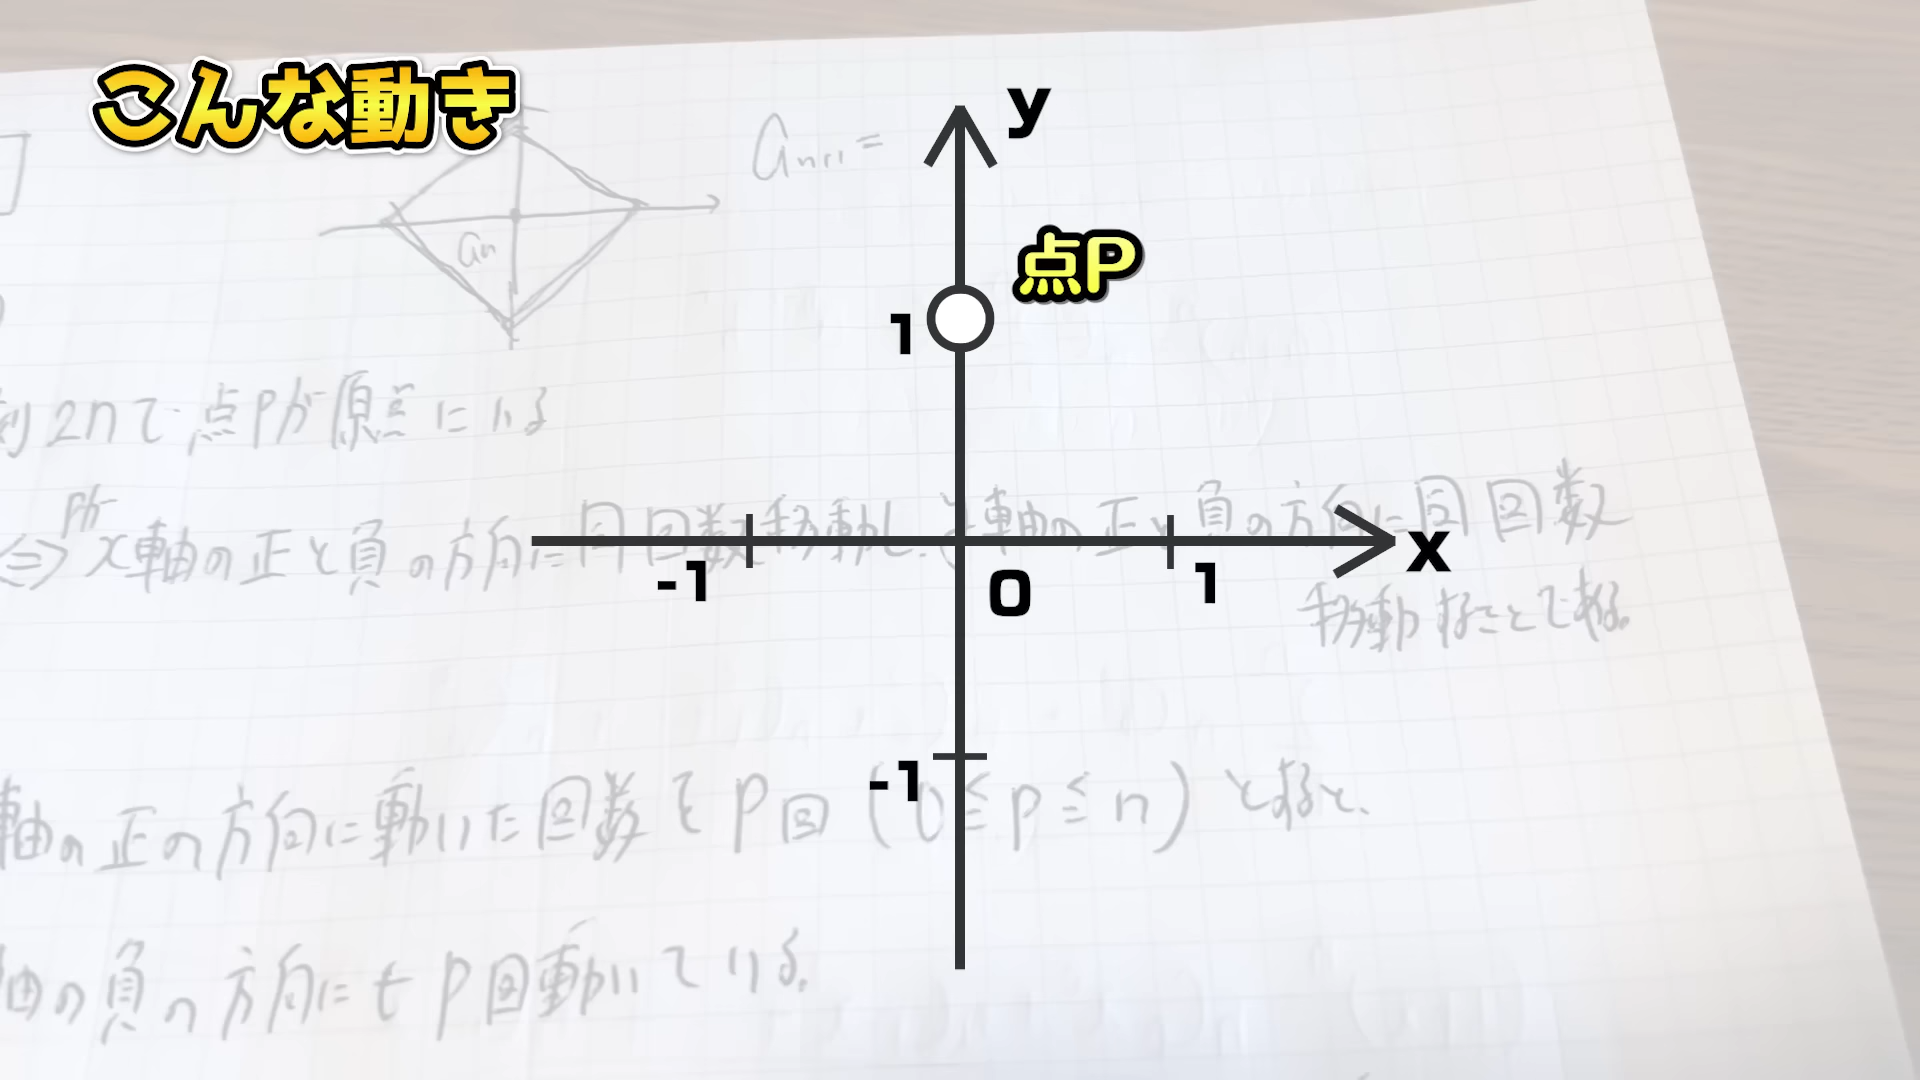 こんな動き
y
点P
1
x
-1
0
1
-1
an+1 =
an
刻2nで点Pが原点にいる
⇔ x軸の正と負の方向に同回数移動し、y軸の正と負の方向に同回数
移動することである。
軸の正の方向に動いた回数をp回(0≦p≦n)とすると、
軸の負の方向にもp回動いている。